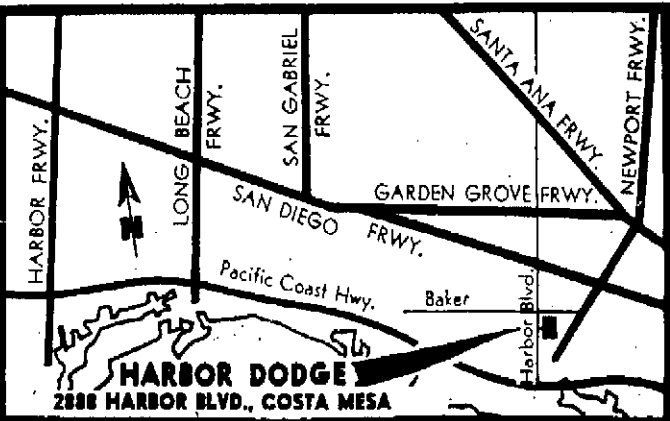 HARBOR FRWY.
LONG BEACH FRWY.
SAN GABRIEL FRWY.
SANTA ANA FRWY.
NEWPORT FRWY.
GARDEN GROVE FRWY.
SAN DIEGO FRWY.
N
Pacific Coast Hwy.
Baker
Harbor Blvd.
HARBOR DODGE
2888 HARBOR BLVD., COSTA MESA